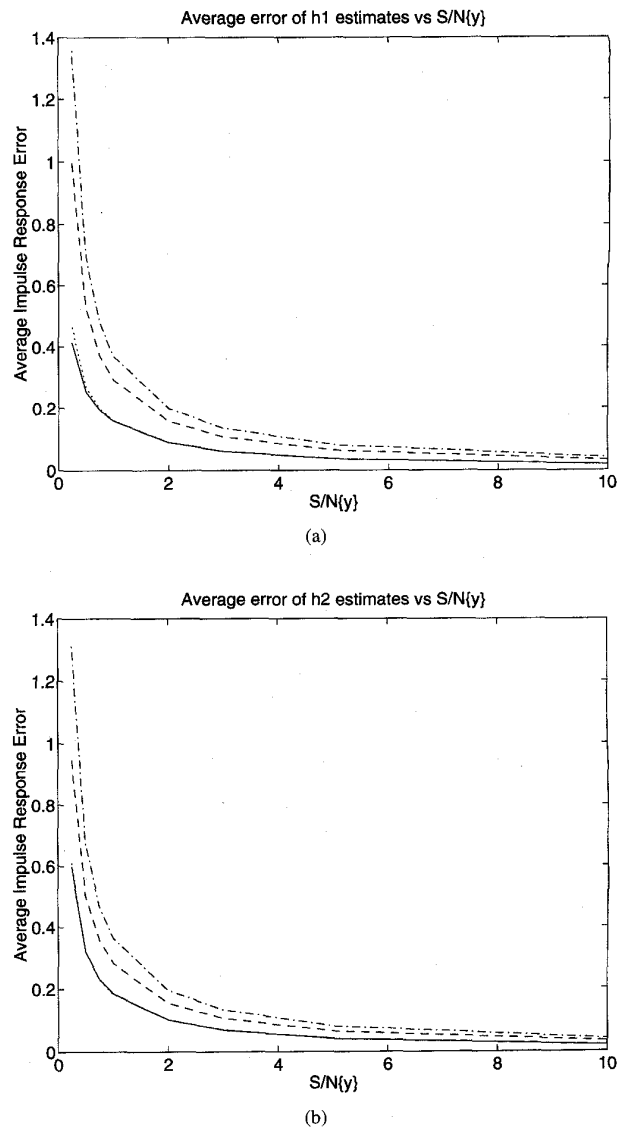 Average error of h1 estimates vs S/N{y}
1.4
1.2
1
0.8
0.6
0.4
0.2
0
Average Impulse Response Error
0 2 4 6 8 10
S/N{y}
(a)
Average error of h2 estimates vs S/N{y}
1.4
1.2
1
0.8
0.6
0.4
0.2
0
Average Impulse Response Error
0 2 4 6 8 10
S/N{y}
(b)